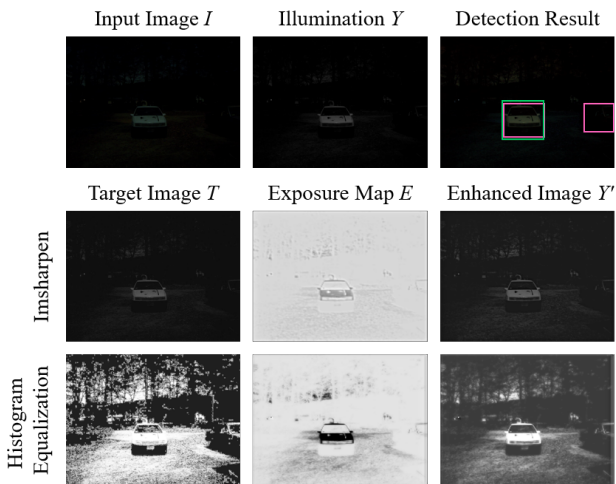 Input Image I
Illumination Y
Detection Result
Target Image T
Exposure Map E
Enhanced Image Y'
Imsharpen
Histogram
Equalization